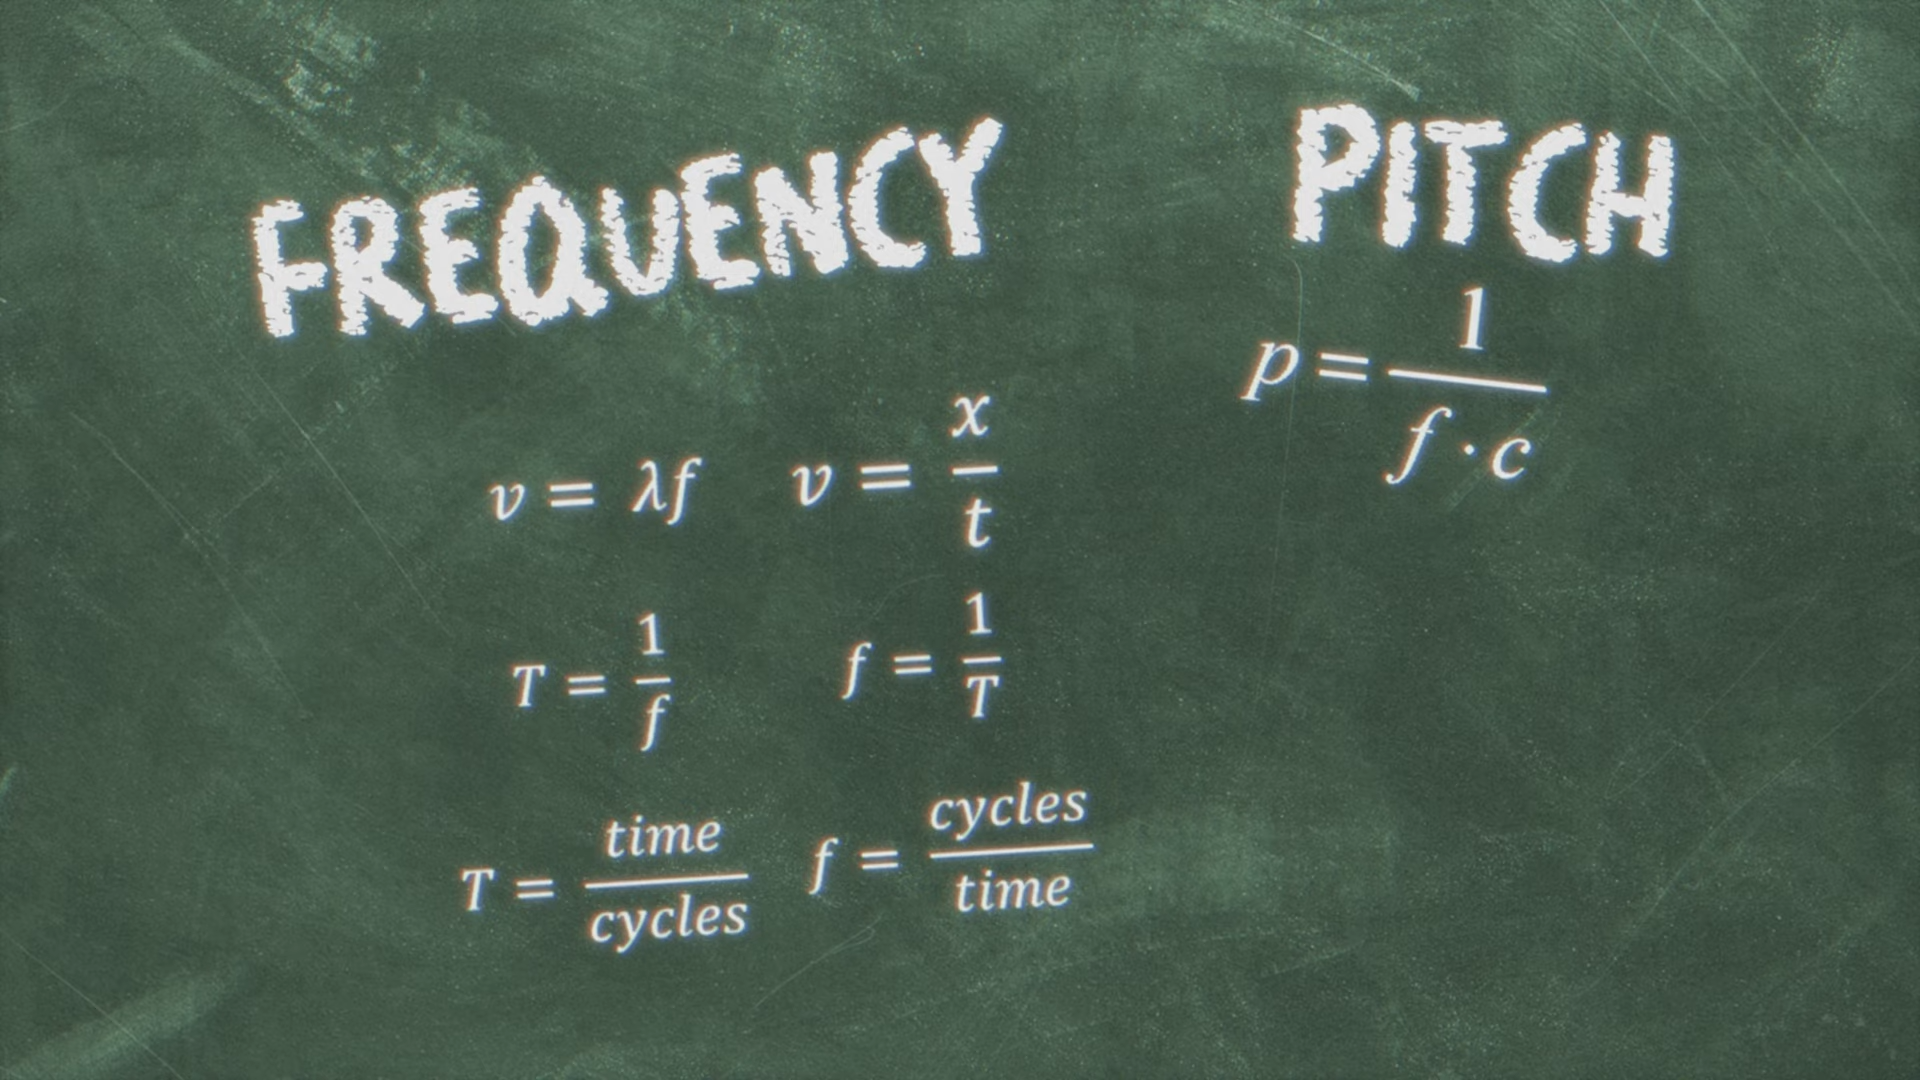 FREQUENCY
PITCH
p = 1 / f · c
v = λf
v = x / t
T = 1 / f
f = 1 / T
T = time / cycles
f = cycles / time